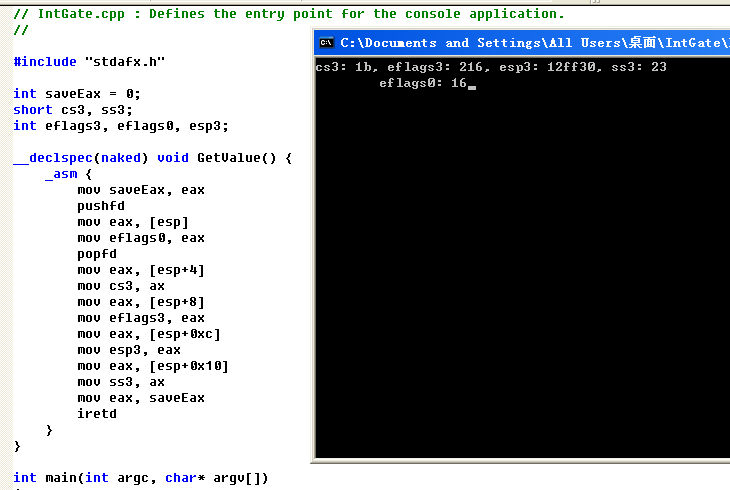 // IntGate.cpp : Defines the entry point for the console application.
//
#include "stdafx.h"
int saveEax = 0;
short cs3, ss3;
int eflags3, eflags0, esp3;
__declspec(naked) void GetValue() {
    _asm {
        mov saveEax, eax
        pushfd
        mov eax, [esp]
        mov eflags0, eax
        popfd
        mov eax, [esp+4]
        mov cs3, ax
        mov eax, [esp+8]
        mov eflags3, eax
        mov eax, [esp+0xc]
        mov esp3, eax
        mov eax, [esp+0x10]
        mov ss3, ax
        mov eax, saveEax
        iretd
    }
}
int main(int argc, char* argv[])
C:\Documents and Settings\All Users\桌面\IntGate\
cs3: 1b, eflags3: 216, esp3: 12ff30, ss3: 23
        eflags0: 16